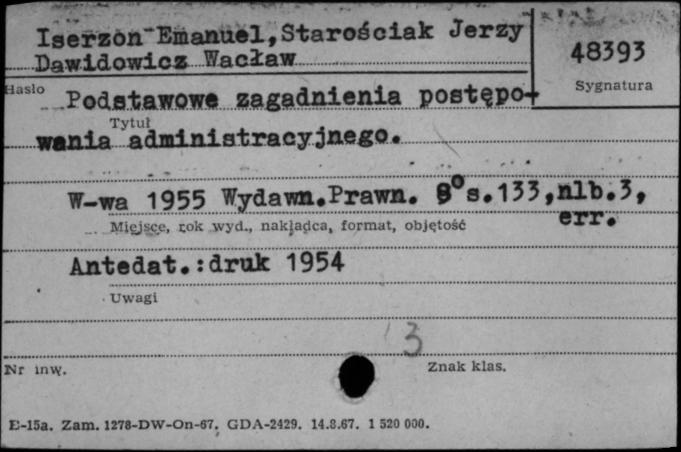 Iserzon Emanuel, Starościak Jerzy
Dawidowicz Wacław
48393
Hasło
Sygnatura
Podstawowe zagadnienia postępo-
Tytuł
wania administracyjnego.
W-wa 1955 Wydawn.Prawn. 8° s.133,nlb.3,
err.
Miejsce, rok wyd., nakładca, format, objętość
Antedat.:druk 1954
Uwagi
3
Nr inw.
Znak klas.
E-15a. Zam. 1278-DW-On-67. GDA-2429. 14.8.67. 1 520 000.